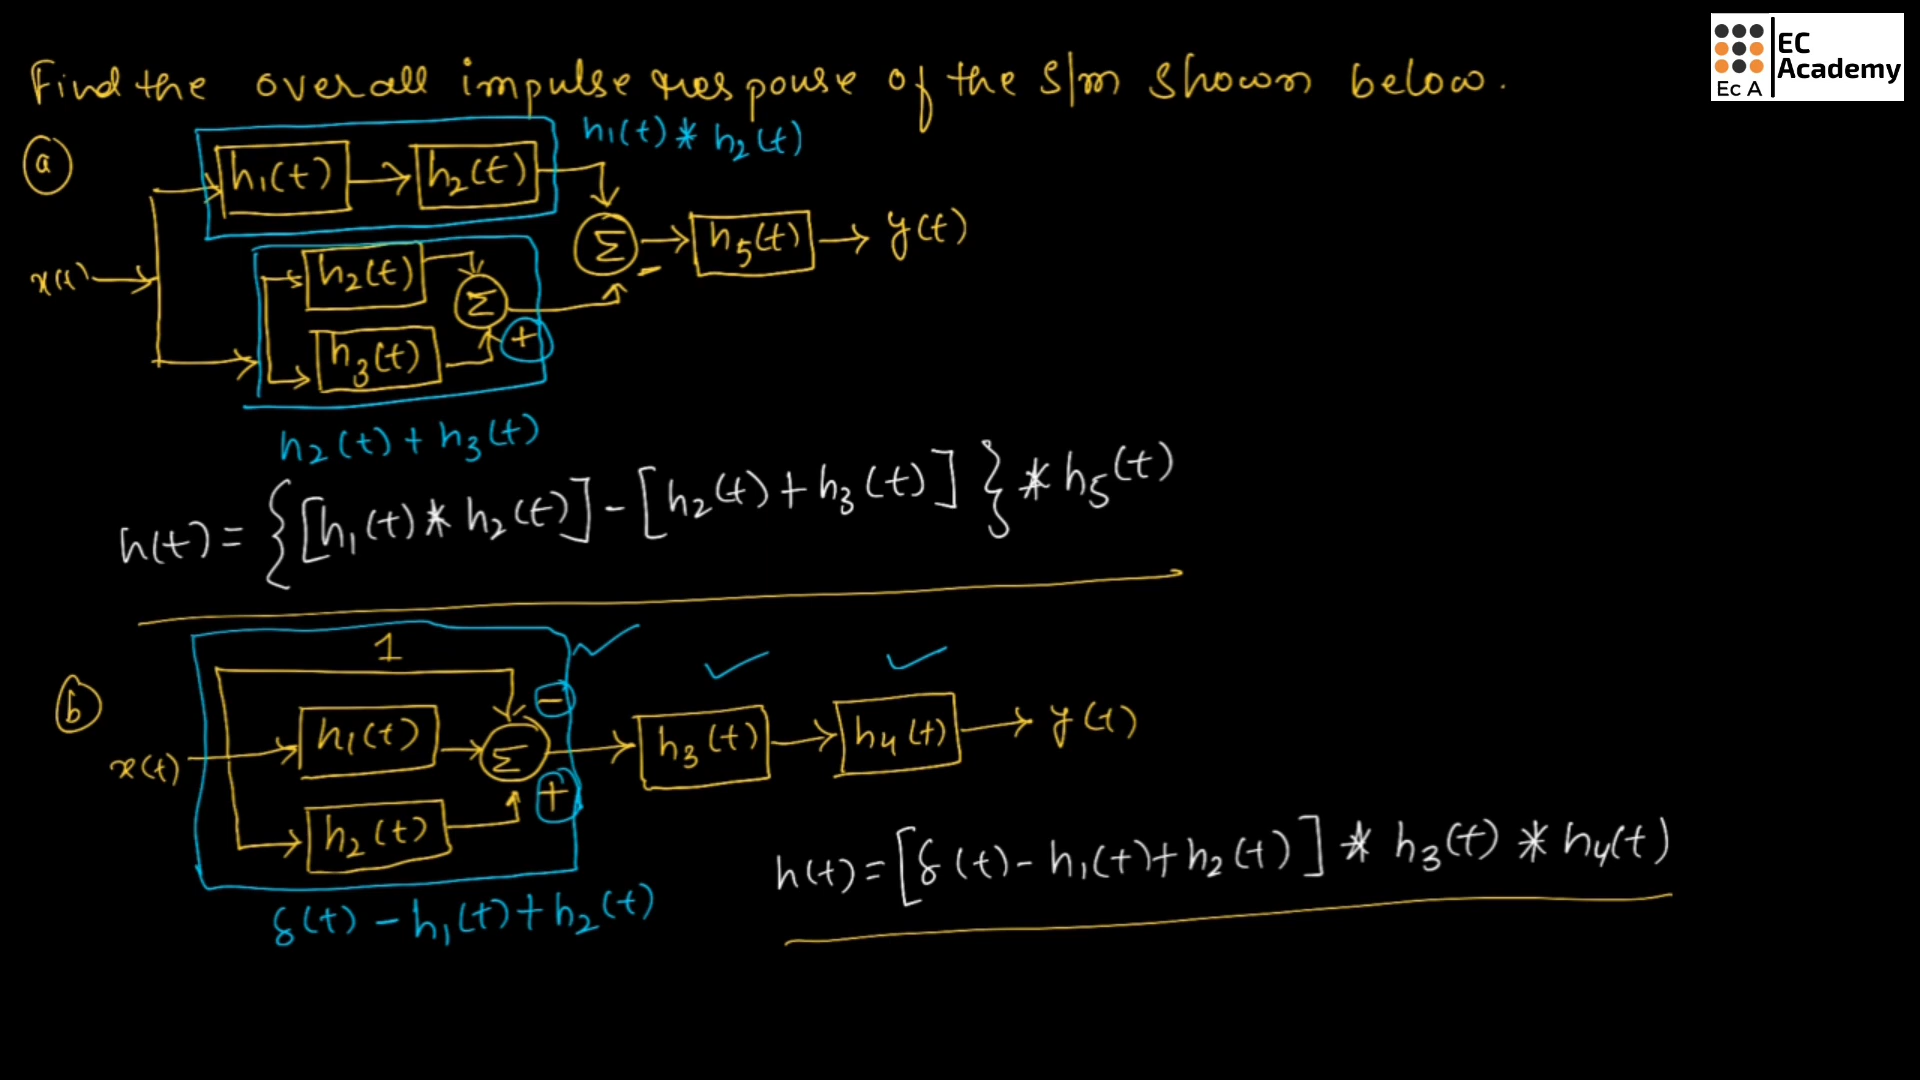 Find the overall impulse response of the S/m shown below.
EC Academy
Ec A
h1(t) * h2(t)
a
h1(t) h2(t)
x(t)
Σ h5(t) y(t)
−
h2(t)
Σ
+
h3(t)
h2(t) + h3(t)
h(t) = {[h1(t) * h2(t)] - [h2(t) + h3(t)]} * h5(t)
1
b
−
x(t) h1(t) Σ h3(t) h4(t) y(t)
+
h2(t)
δ(t) - h1(t) + h2(t)
h(t) = [δ(t) - h1(t) + h2(t)] * h3(t) * h4(t)